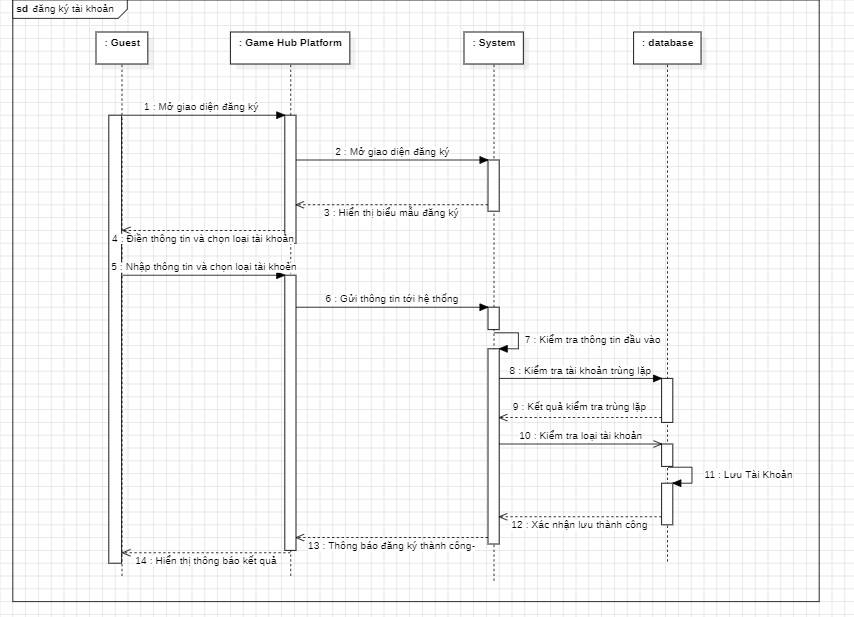 sd đăng ký tài khoản
: Guest
: Game Hub Platform
: System
: database
1 : Mở giao diện đăng ký
2 : Mở giao diện đăng ký
3 : Hiển thị biểu mẫu đăng ký
4 : Điền thông tin và chọn loại tài khoản
5 : Nhập thông tin và chọn loại tài khoẻn
6 : Gửi thông tin tới hệ thống
7 : Kiểm tra thông tin đầu vào
8 : Kiểm tra tài khoản trùng lặp
9 : Kết quả kiểm tra trùng lặp
10 : Kiểm tra loại tài khoản
11 : Lưu Tài Khoản
12 : Xác nhận lưu thành công
13 : Thông báo đăng ký thành công-
14 : Hiển thị thông báo kết quả